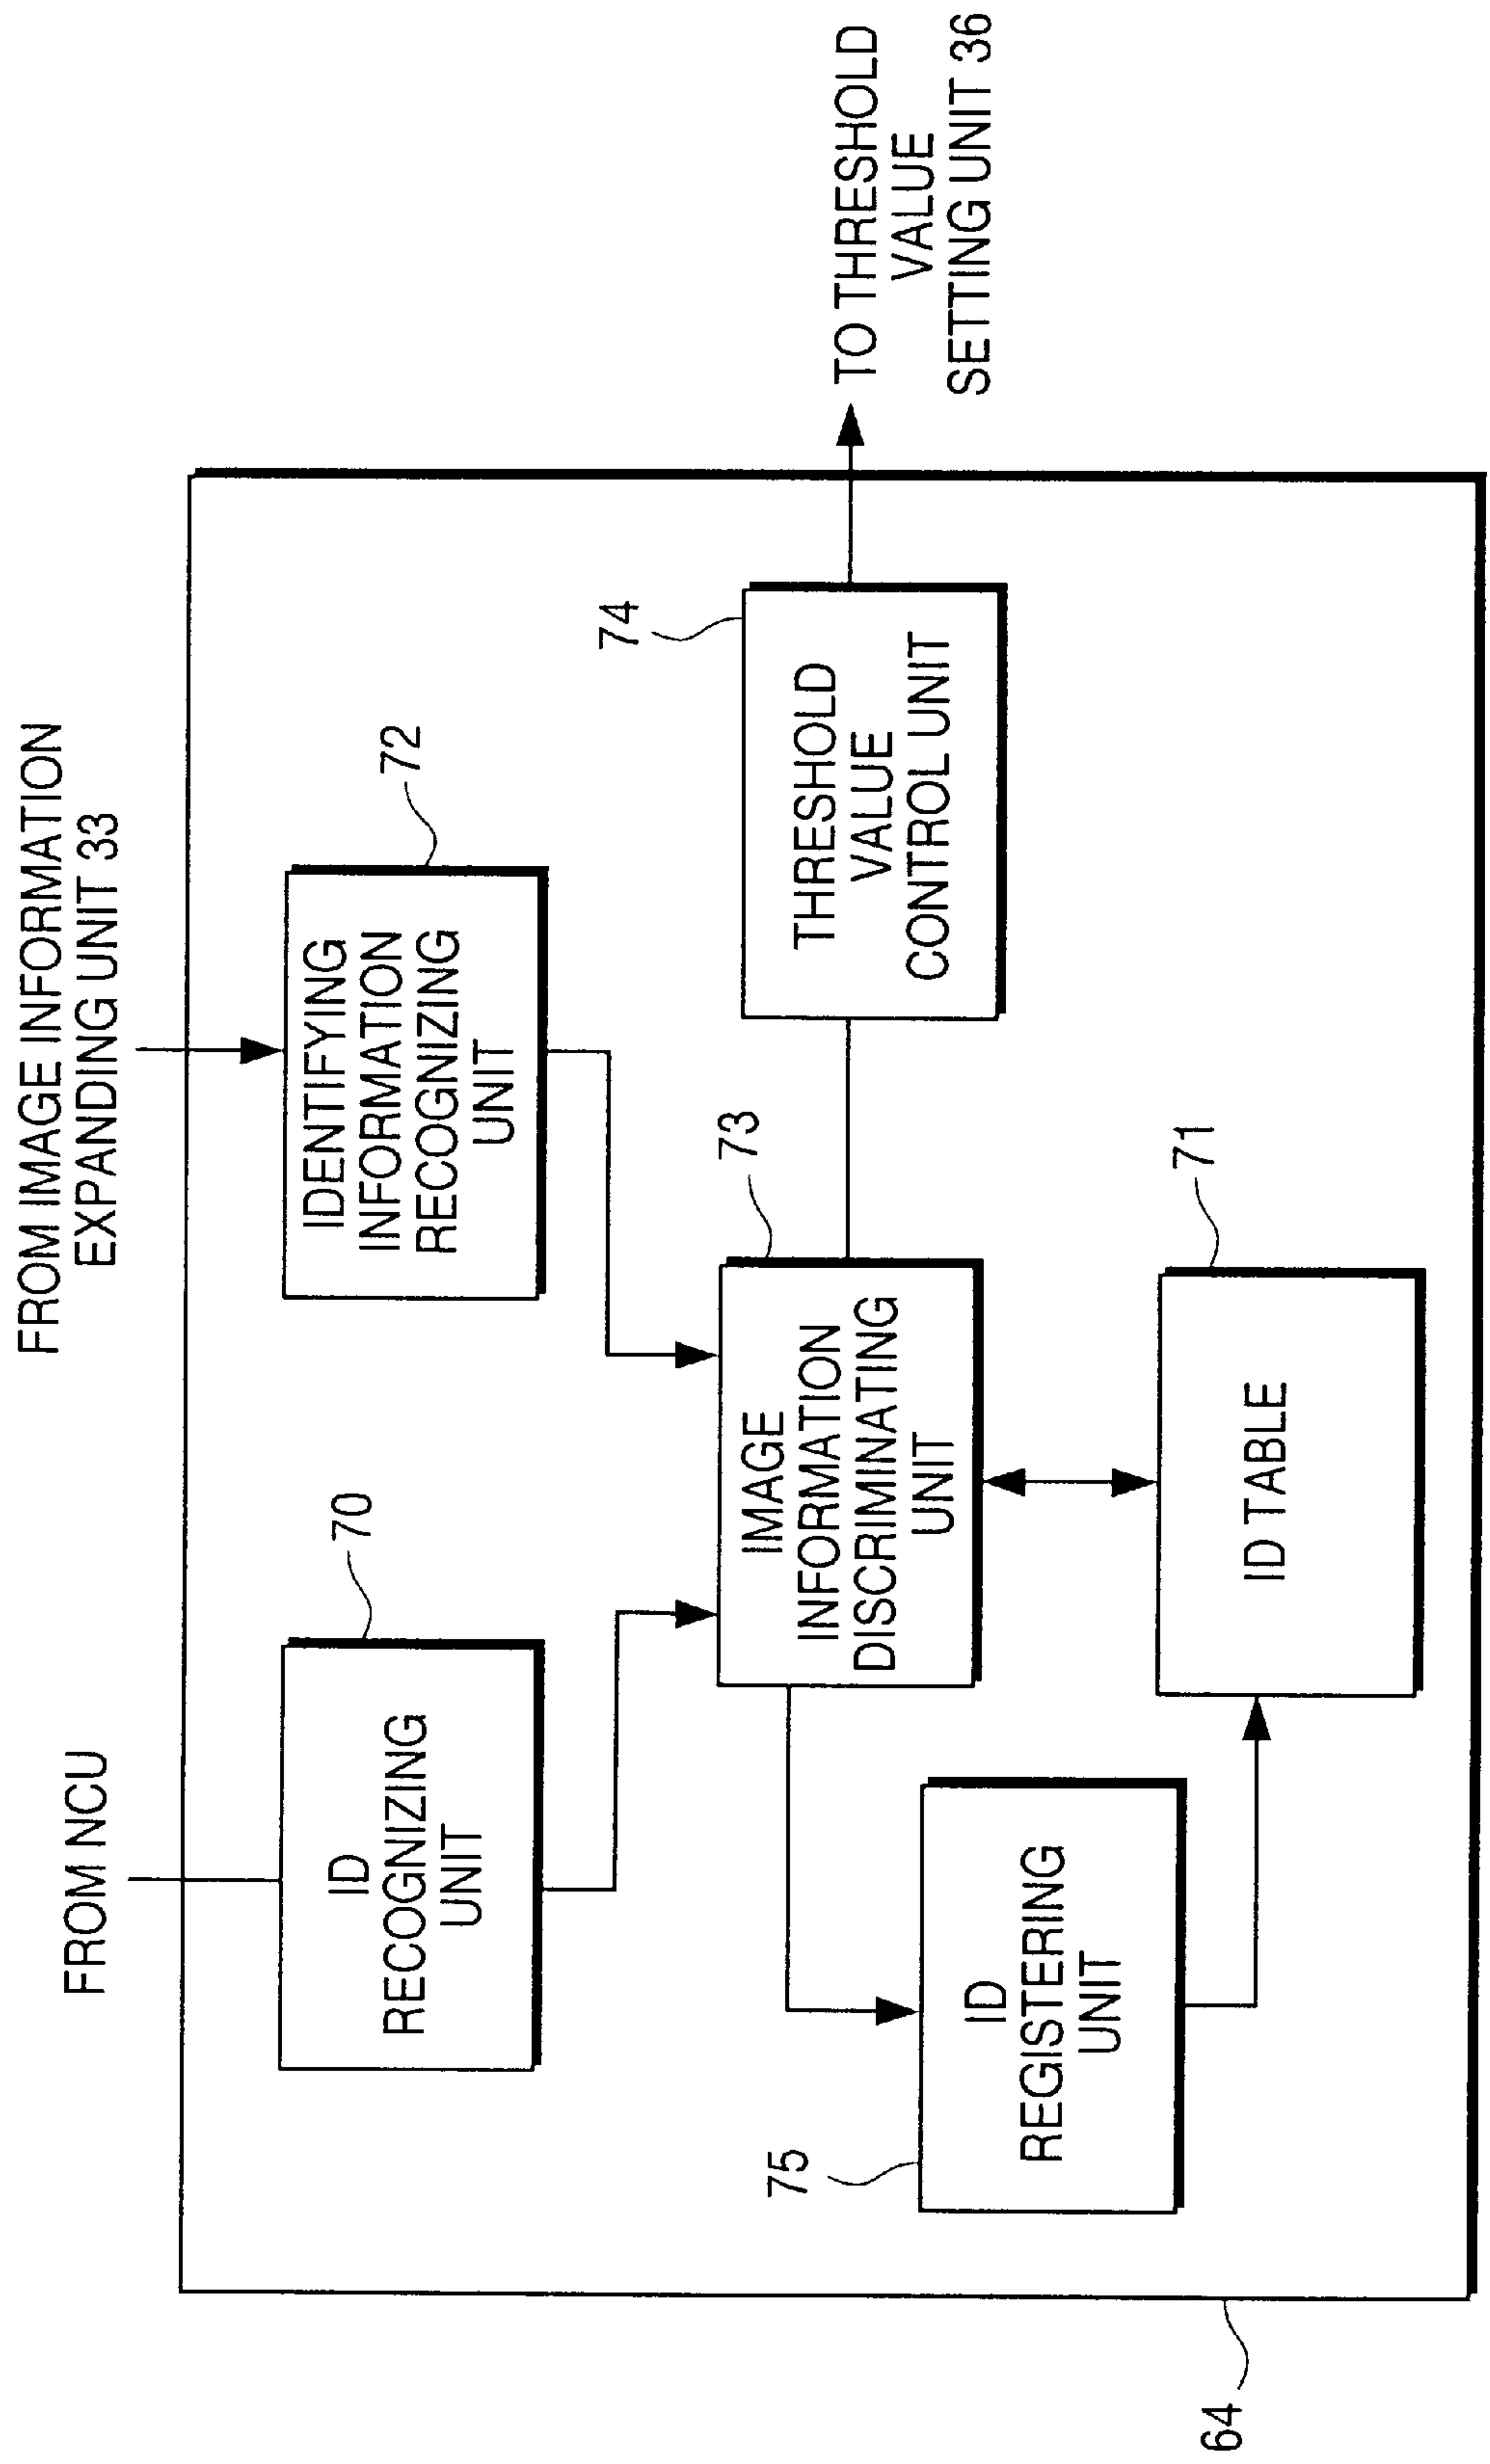 FROM NCU
FROM IMAGE INFORMATION
EXPANDING UNIT 33
70
ID
RECOGNIZING
UNIT
72
IDENTIFYING
INFORMATION
RECOGNIZING
UNIT
73
IMAGE
INFORMATION
DISCRIMINATING
UNIT
74
THRESHOLD
VALUE
CONTROL UNIT
TO THRESHOLD
VALUE
SETTING UNIT 36
75
ID
REGISTERING
UNIT
71
ID TABLE
64